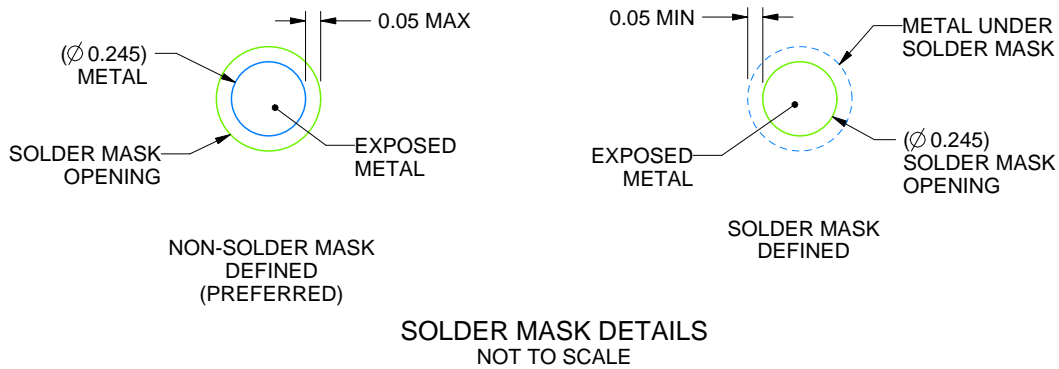 0.05 MAX
(Ø 0.245)
METAL
SOLDER MASK
OPENING
EXPOSED
METAL
NON-SOLDER MASK
DEFINED
(PREFERRED)
0.05 MIN
METAL UNDER
SOLDER MASK
EXPOSED
METAL
(Ø 0.245)
SOLDER MASK
OPENING
SOLDER MASK
DEFINED
SOLDER MASK DETAILS
NOT TO SCALE